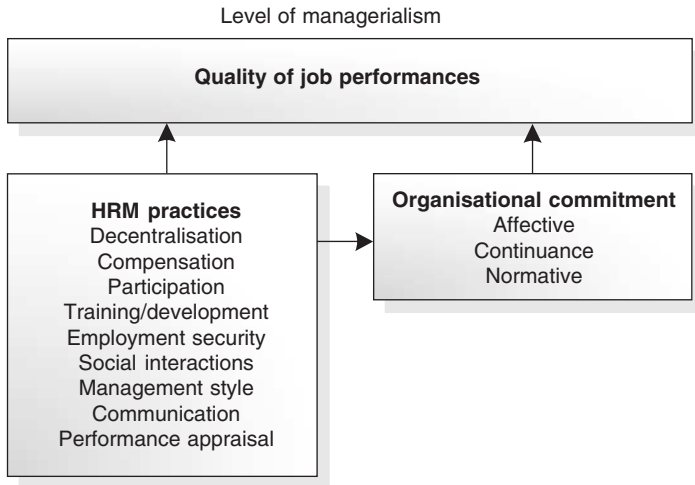 Level of managerialism
Quality of job performances
HRM practices
Decentralisation
Compensation
Participation
Training/development
Employment security
Social interactions
Management style
Communication
Performance appraisal
Organisational commitment
Affective
Continuance
Normative